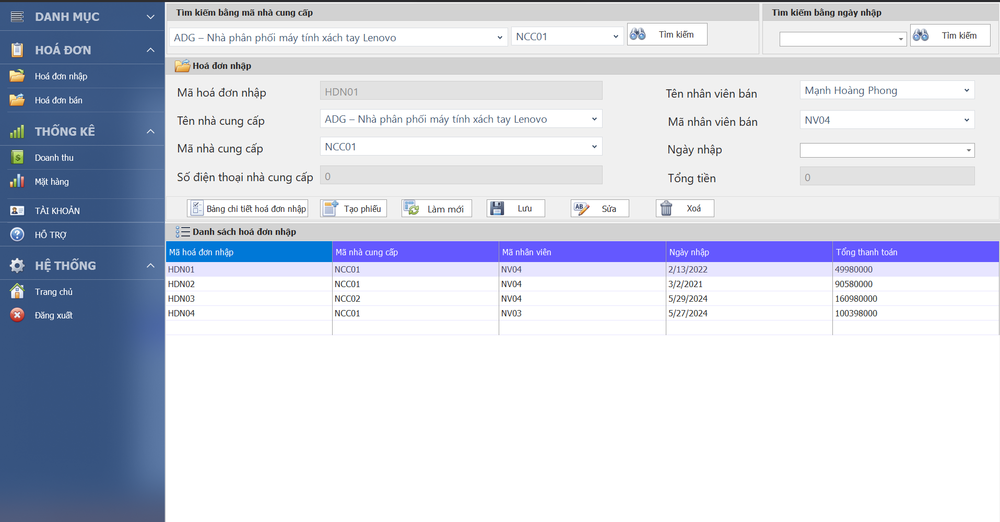 DANH MỤC
HOÁ ĐƠN
Hoá đơn nhập
Hoá đơn bán
THỐNG KÊ
Doanh thu
Mặt hàng
TÀI KHOẢN
HỖ TRỢ
HỆ THỐNG
Trang chủ
Đăng xuất
Tìm kiếm bằng mã nhà cung cấp
ADG – Nhà phân phối máy tính xách tay Lenovo
NCC01
Tìm kiếm
Tìm kiếm bằng ngày nhập
Tìm kiếm
Hoá đơn nhập
Mã hoá đơn nhập
HDN01
Tên nhân viên bán
Mạnh Hoàng Phong
Tên nhà cung cấp
ADG – Nhà phân phối máy tính xách tay Lenovo
Mã nhân viên bán
NV04
Mã nhà cung cấp
NCC01
Ngày nhập
Số điện thoại nhà cung cấp
0
Tổng tiền
0
Bảng chi tiết hoá đơn nhập
Tạo phiếu
Làm mới
Lưu
AB
Sửa
Xoá
Danh sách hoá đơn nhập
Mã hoá đơn nhập Mã nhà cung cấp Mã nhân viên Ngày nhập Tổng thanh toán
HDN01 NCC01 NV04 2/13/2022 49980000
HDN02 NCC01 NV04 3/2/2021 90580000
HDN03 NCC02 NV04 5/29/2024 160980000
HDN04 NCC01 NV03 5/27/2024 100398000